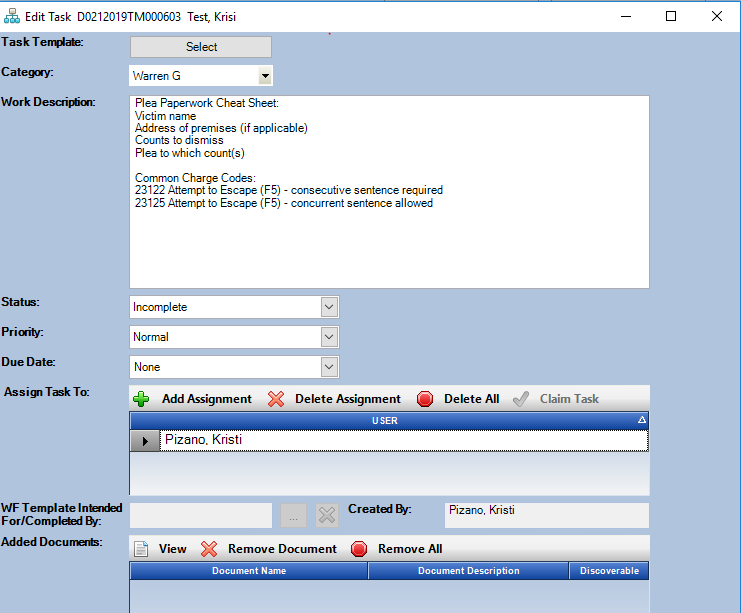 Edit Task D0212019TM000603 Test, Krisi
Task Template:
Select
Category:
Warren G
Work Description:
Plea Paperwork Cheat Sheet:
Victim name
Address of premises (if applicable)
Counts to dismiss
Plea to which count(s)
Common Charge Codes:
23122 Attempt to Escape (F5) - consecutive sentence required
23125 Attempt to Escape (F5) - concurrent sentence allowed
Status:
Incomplete
Priority:
Normal
Due Date:
None
Assign Task To:
Add Assignment Delete Assignment Delete All Claim Task
USER
Pizano, Kristi
WF Template Intended
For/Completed By:
...
Created By:
Pizano, Kristi
Added Documents:
View Remove Document Remove All
Document Name Document Description Discoverable